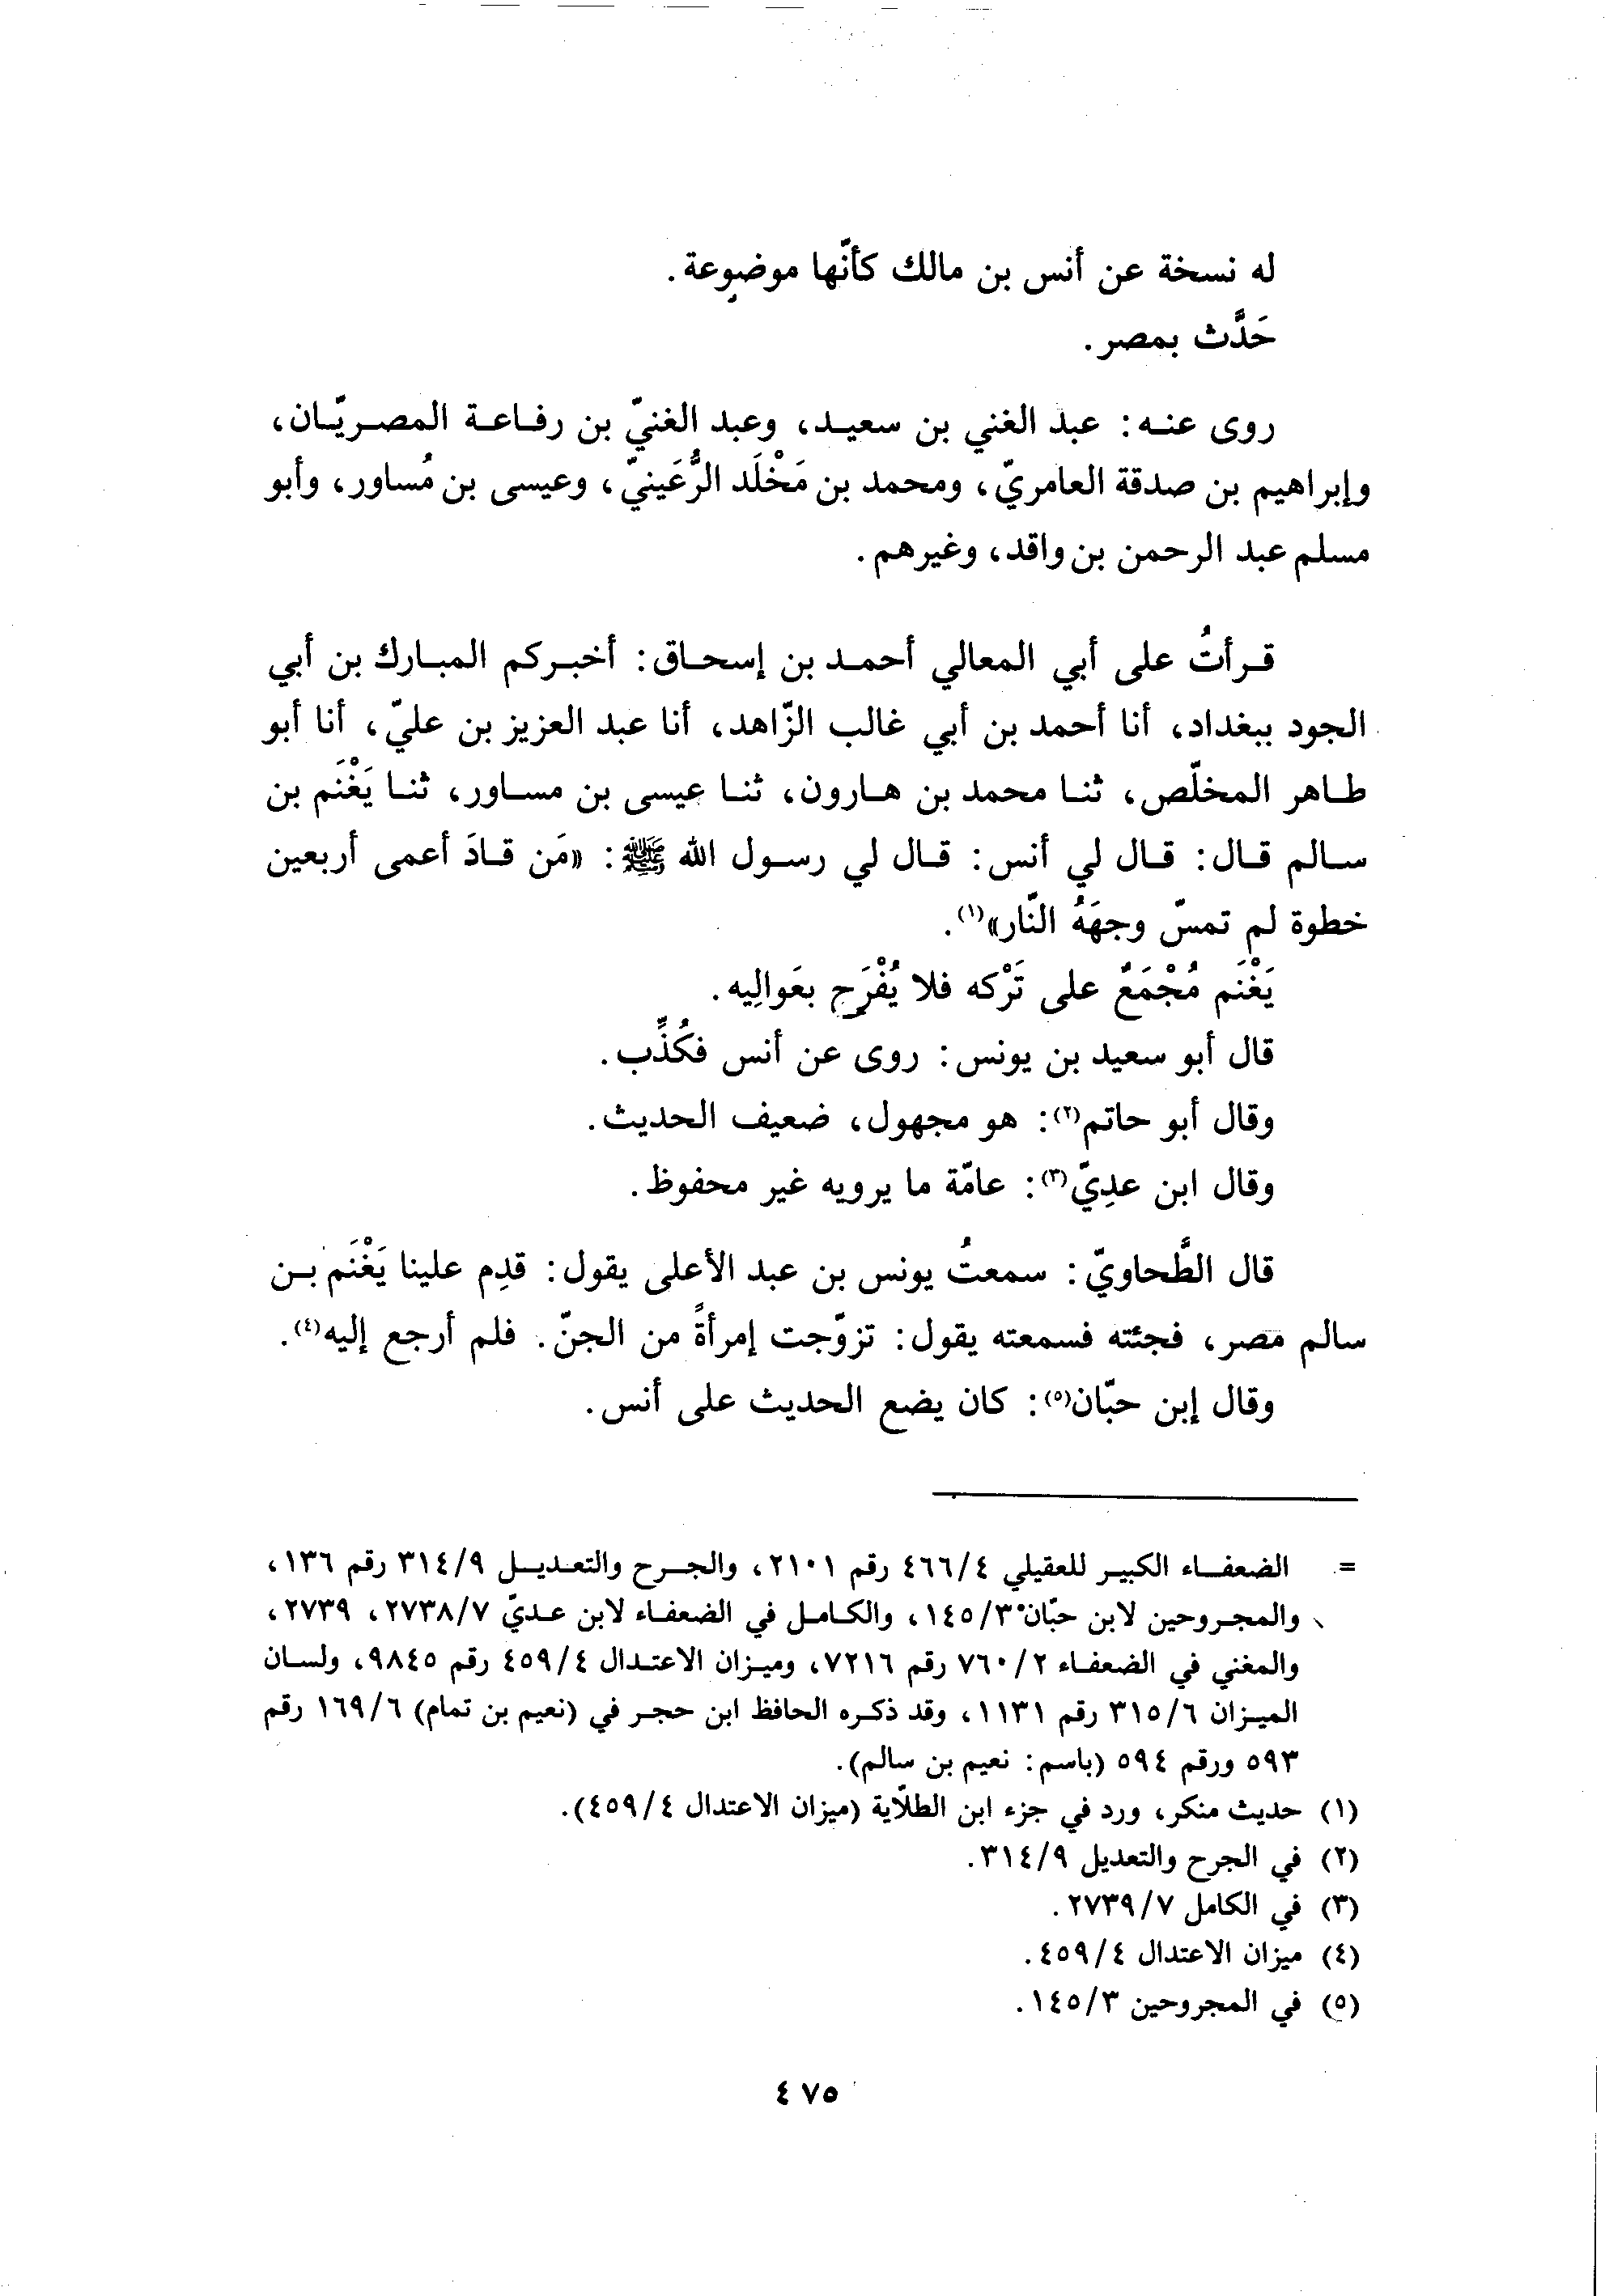 له نسخة عن أنس بن مالك كأنّها موضوعة.
حَدَّث بمصر.
روى عنه: عبد الغني بن سعيد، وعبد الغنيّ بن رفاعة المصريّان،
وإبراهيم بن صدقة العامريّ، ومحمد بن مَخْلَد الرُّعَينيّ، وعيسى بن مُساور، وأبو
مسلم عبد الرحمن بن واقد، وغيرهم.
قرأتُ على أبي المعالي أحمد بن إسحاق: أخبركم المبارك بن أبي
الجود ببغداد، أنا أحمد بن أبي غالب الزّاهد، أنا عبد العزيز بن عليّ، أنا أبو
طاهر المخلّص، ثنا محمد بن هارون، ثنا عيسى بن مساور، ثنا يَغْنَم بن
سالم قال: قال لي أنس: قال لي رسول الله ﷺ: «مَن قادَ أعمى أربعين
خطوة لم تمسّ وجهَهُ النّار»(١).
يَغْنَم مُجْمَعٌ على تَرْكه فلا يُفْرَح بعَوالِيه.
قال أبو سعيد بن يونس: روى عن أنس فكُذِّب.
وقال أبو حاتم(٢): هو مجهول، ضعيف الحديث.
وقال ابن عدِيّ(٣): عامّة ما يرويه غير محفوظ.
قال الطَّحاويّ: سمعتُ يونس بن عبد الأعلى يقول: قدِم علينا يَغْنَم بن
سالم مصر، فجئته فسمعته يقول: تزوّجت إمرأةً من الجنّ. فلم أرجع إليه(٤).
وقال إبن حبّان(٥): كان يضع الحديث على أنس.
= الضعفاء الكبير للعقيلي ٤٦٦/٤ رقم ٢١٠١، والجرح والتعديل ٣١٤/٩ رقم ١٣٦،
والمجروحين لابن حبّان ١٤٥/٣، والكامل في الضعفاء لابن عديّ ٢٧٣٨/٧، ٢٧٣٩،
والمغني في الضعفاء ٧٦٠/٢ رقم ٧٢١٦، وميزان الاعتدال ٤٥٩/٤ رقم ٩٨٤٥، ولسان
الميزان ٣١٥/٦ رقم ١١٣١، وقد ذكره الحافظ ابن حجر في (نعيم بن تمام) ١٦٩/٦ رقم
٥٩٣ ورقم ٥٩٤ (باسم: نعيم بن سالم).
(١) حديث منكر، ورد في جزء ابن الطلّاية (ميزان الاعتدال ٤٥٩/٤).
(٢) في الجرح والتعديل ٣١٤/٩.
(٣) في الكامل ٢٧٣٩/٧.
(٤) ميزان الاعتدال ٤٥٩/٤.
(٥) في المجروحين ١٤٥/٣.
٤٧٥